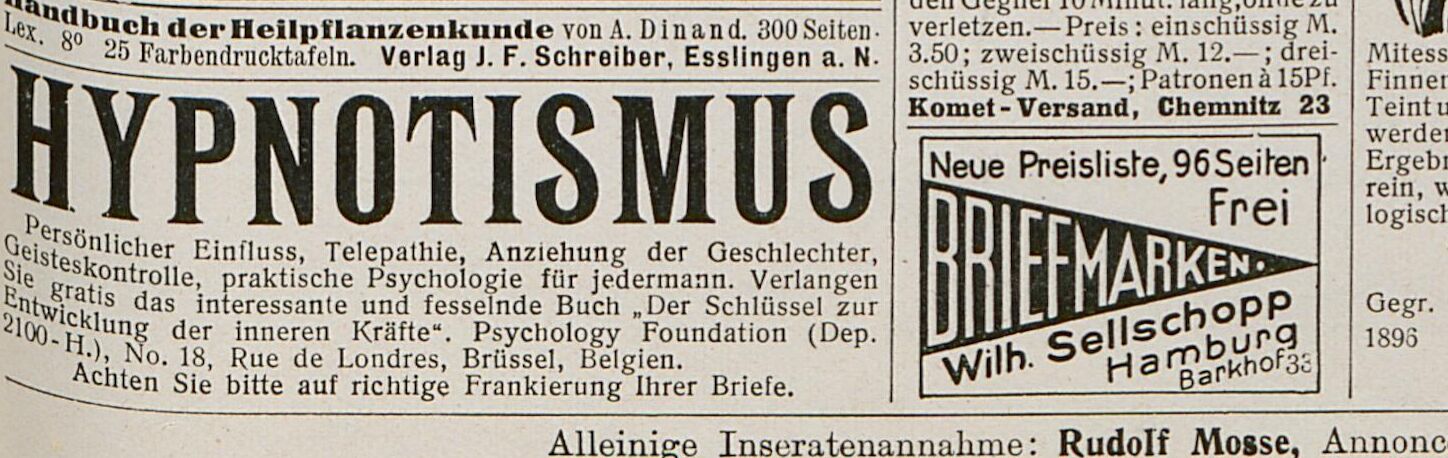 Handbuch der Heilpflanzenkunde von A. Dinand. 300 Seiten.
Lex. 8⁰ 25 Farbendrucktafeln. Verlag J. F. Schreiber, Esslingen a. N.
HYPNOTISMUS
Persönlicher Einfluss, Telepathie, Anziehung der Geschlechter,
Geisteskontrolle, praktische Psychologie für jedermann. Verlangen
Sie gratis das interessante und fesselnde Buch „Der Schlüssel zur
Entwicklung der inneren Kräfte“. Psychology Foundation (Dep.
2100-H.), No. 18, Rue de Londres, Brüssel, Belgien.
Achten Sie bitte auf richtige Frankierung Ihrer Briefe.
verletzen.— Preis: einschüssig M.
3.50; zweischüssig M. 12.—; drei-
schüssig M. 15.—; Patronen à 15Pf.
Komet-Versand, Chemnitz 23
Neue Preisliste, 96 Seiten
Frei
BRIEFMARKEN.
Wilh. Sellschopp
Hamburg
Barkhof 33
Mitess
Finner
Teint u
werder
Ergebr
rein, w
logisch
Gegr.
1896
Alleinige Inseratenannahme: Rudolf Mosse, Annonc